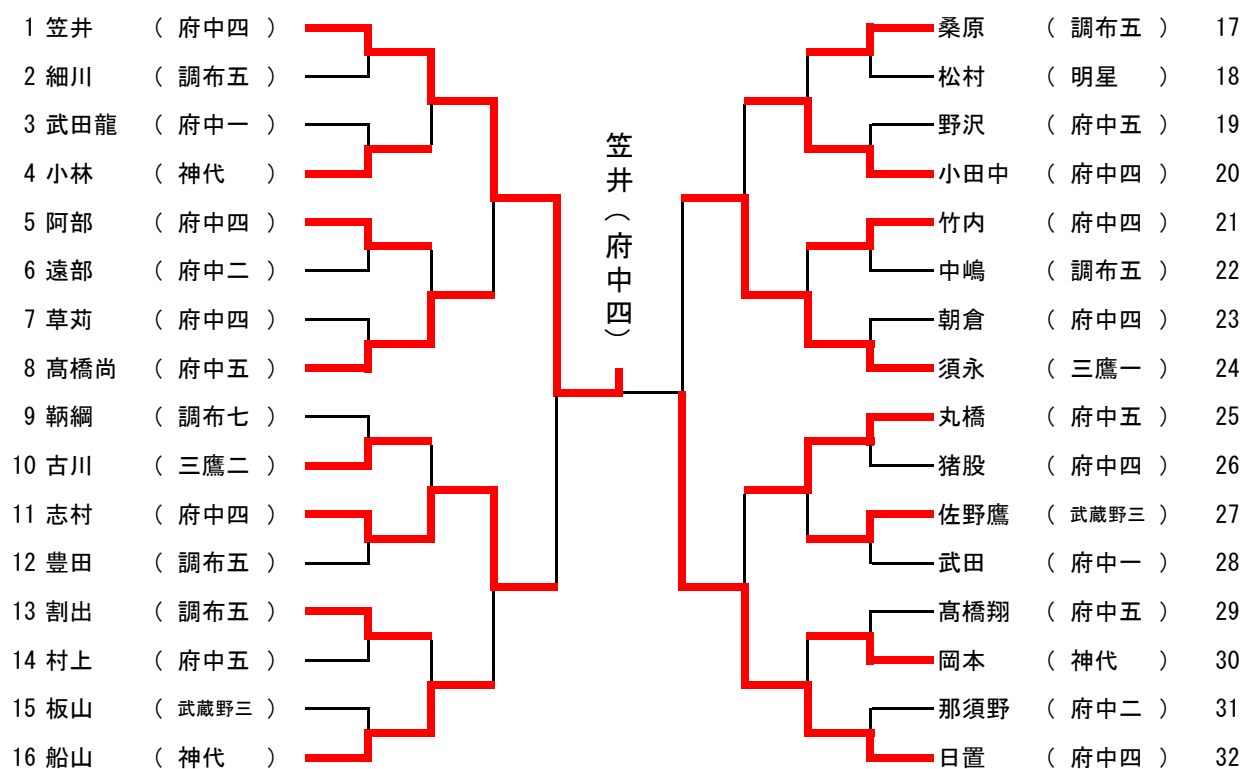 1 笠井 （ 府中四 ）
2 細川 （ 調布五 ）
3 武田龍 （ 府中一 ）
4 小林 （ 神代 ）
5 阿部 （ 府中四 ）
6 遠部 （ 府中二 ）
7 草苅 （ 府中四 ）
8 髙橋尚 （ 府中五 ）
9 鞆綱 （ 調布七 ）
10 古川 （ 三鷹二 ）
11 志村 （ 府中四 ）
12 豊田 （ 調布五 ）
13 割出 （ 調布五 ）
14 村上 （ 府中五 ）
15 板山 （ 武蔵野三 ）
16 船山 （ 神代 ）
笠井（府中四）
桑原 （ 調布五 ） 17
松村 （ 明星 ） 18
野沢 （ 府中五 ） 19
小田中 （ 府中四 ） 20
竹内 （ 府中四 ） 21
中嶋 （ 調布五 ） 22
朝倉 （ 府中四 ） 23
須永 （ 三鷹一 ） 24
丸橋 （ 府中五 ） 25
猪股 （ 府中四 ） 26
佐野鷹 （ 武蔵野三 ） 27
武田 （ 府中一 ） 28
髙橋翔 （ 府中五 ） 29
岡本 （ 神代 ） 30
那須野 （ 府中二 ） 31
日置 （ 府中四 ） 32